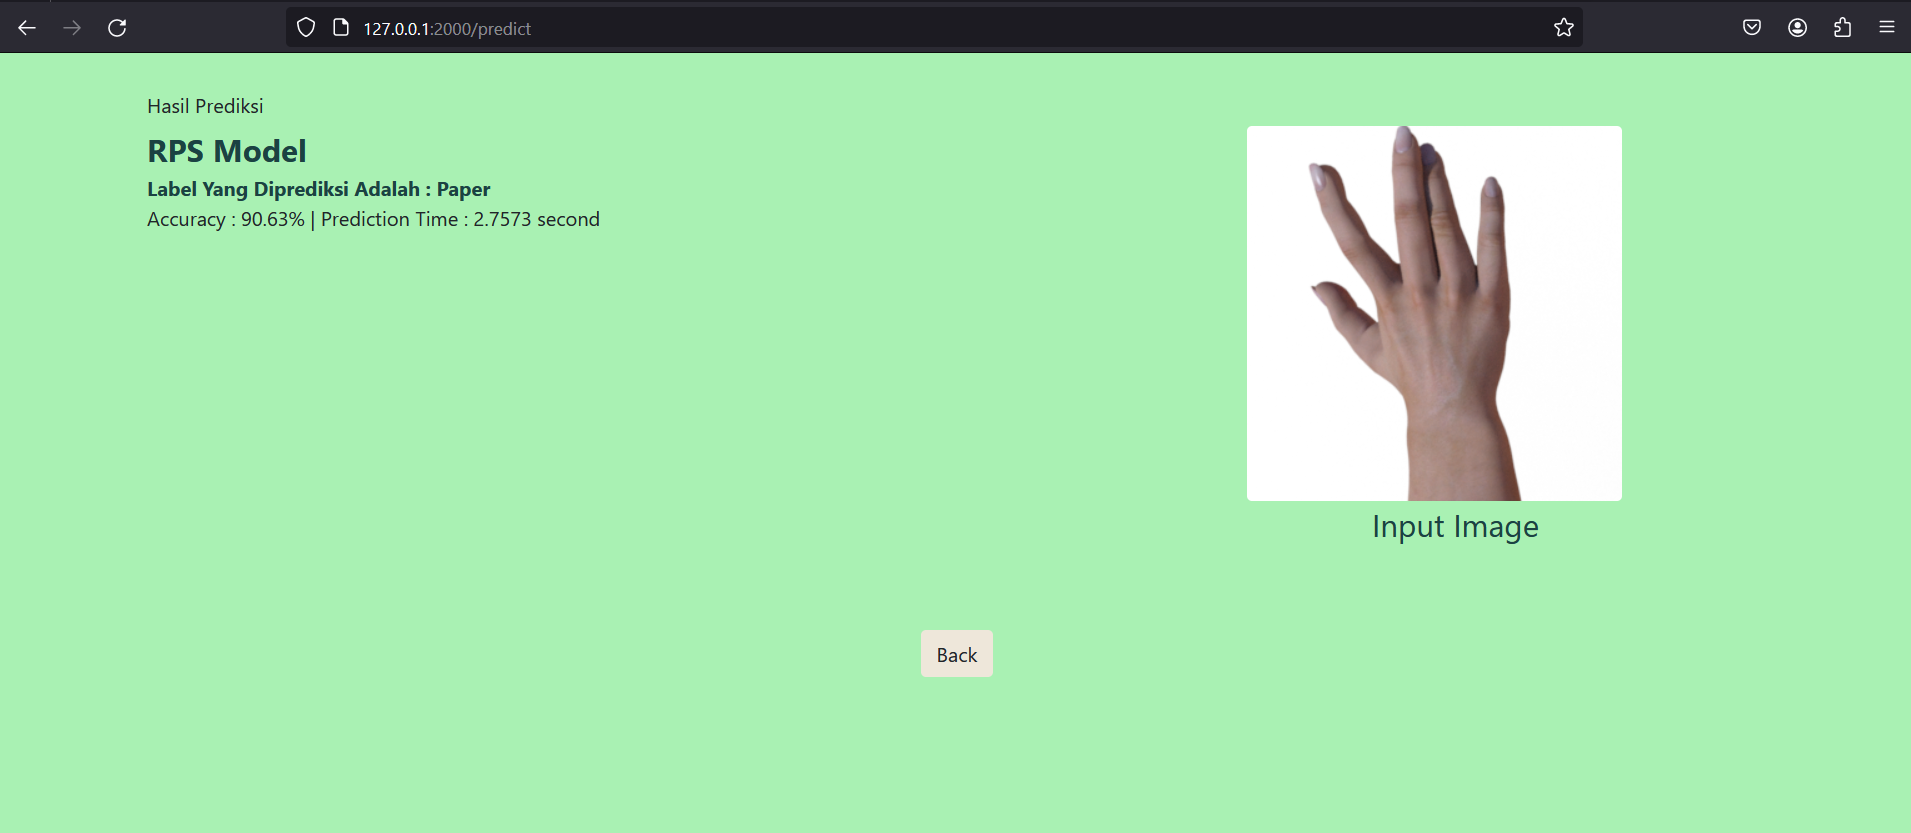 127.0.0.1:2000/predict
Hasil Prediksi
RPS Model
Label Yang Diprediksi Adalah : Paper
Accuracy : 90.63% | Prediction Time : 2.7573 second
Input Image
Back